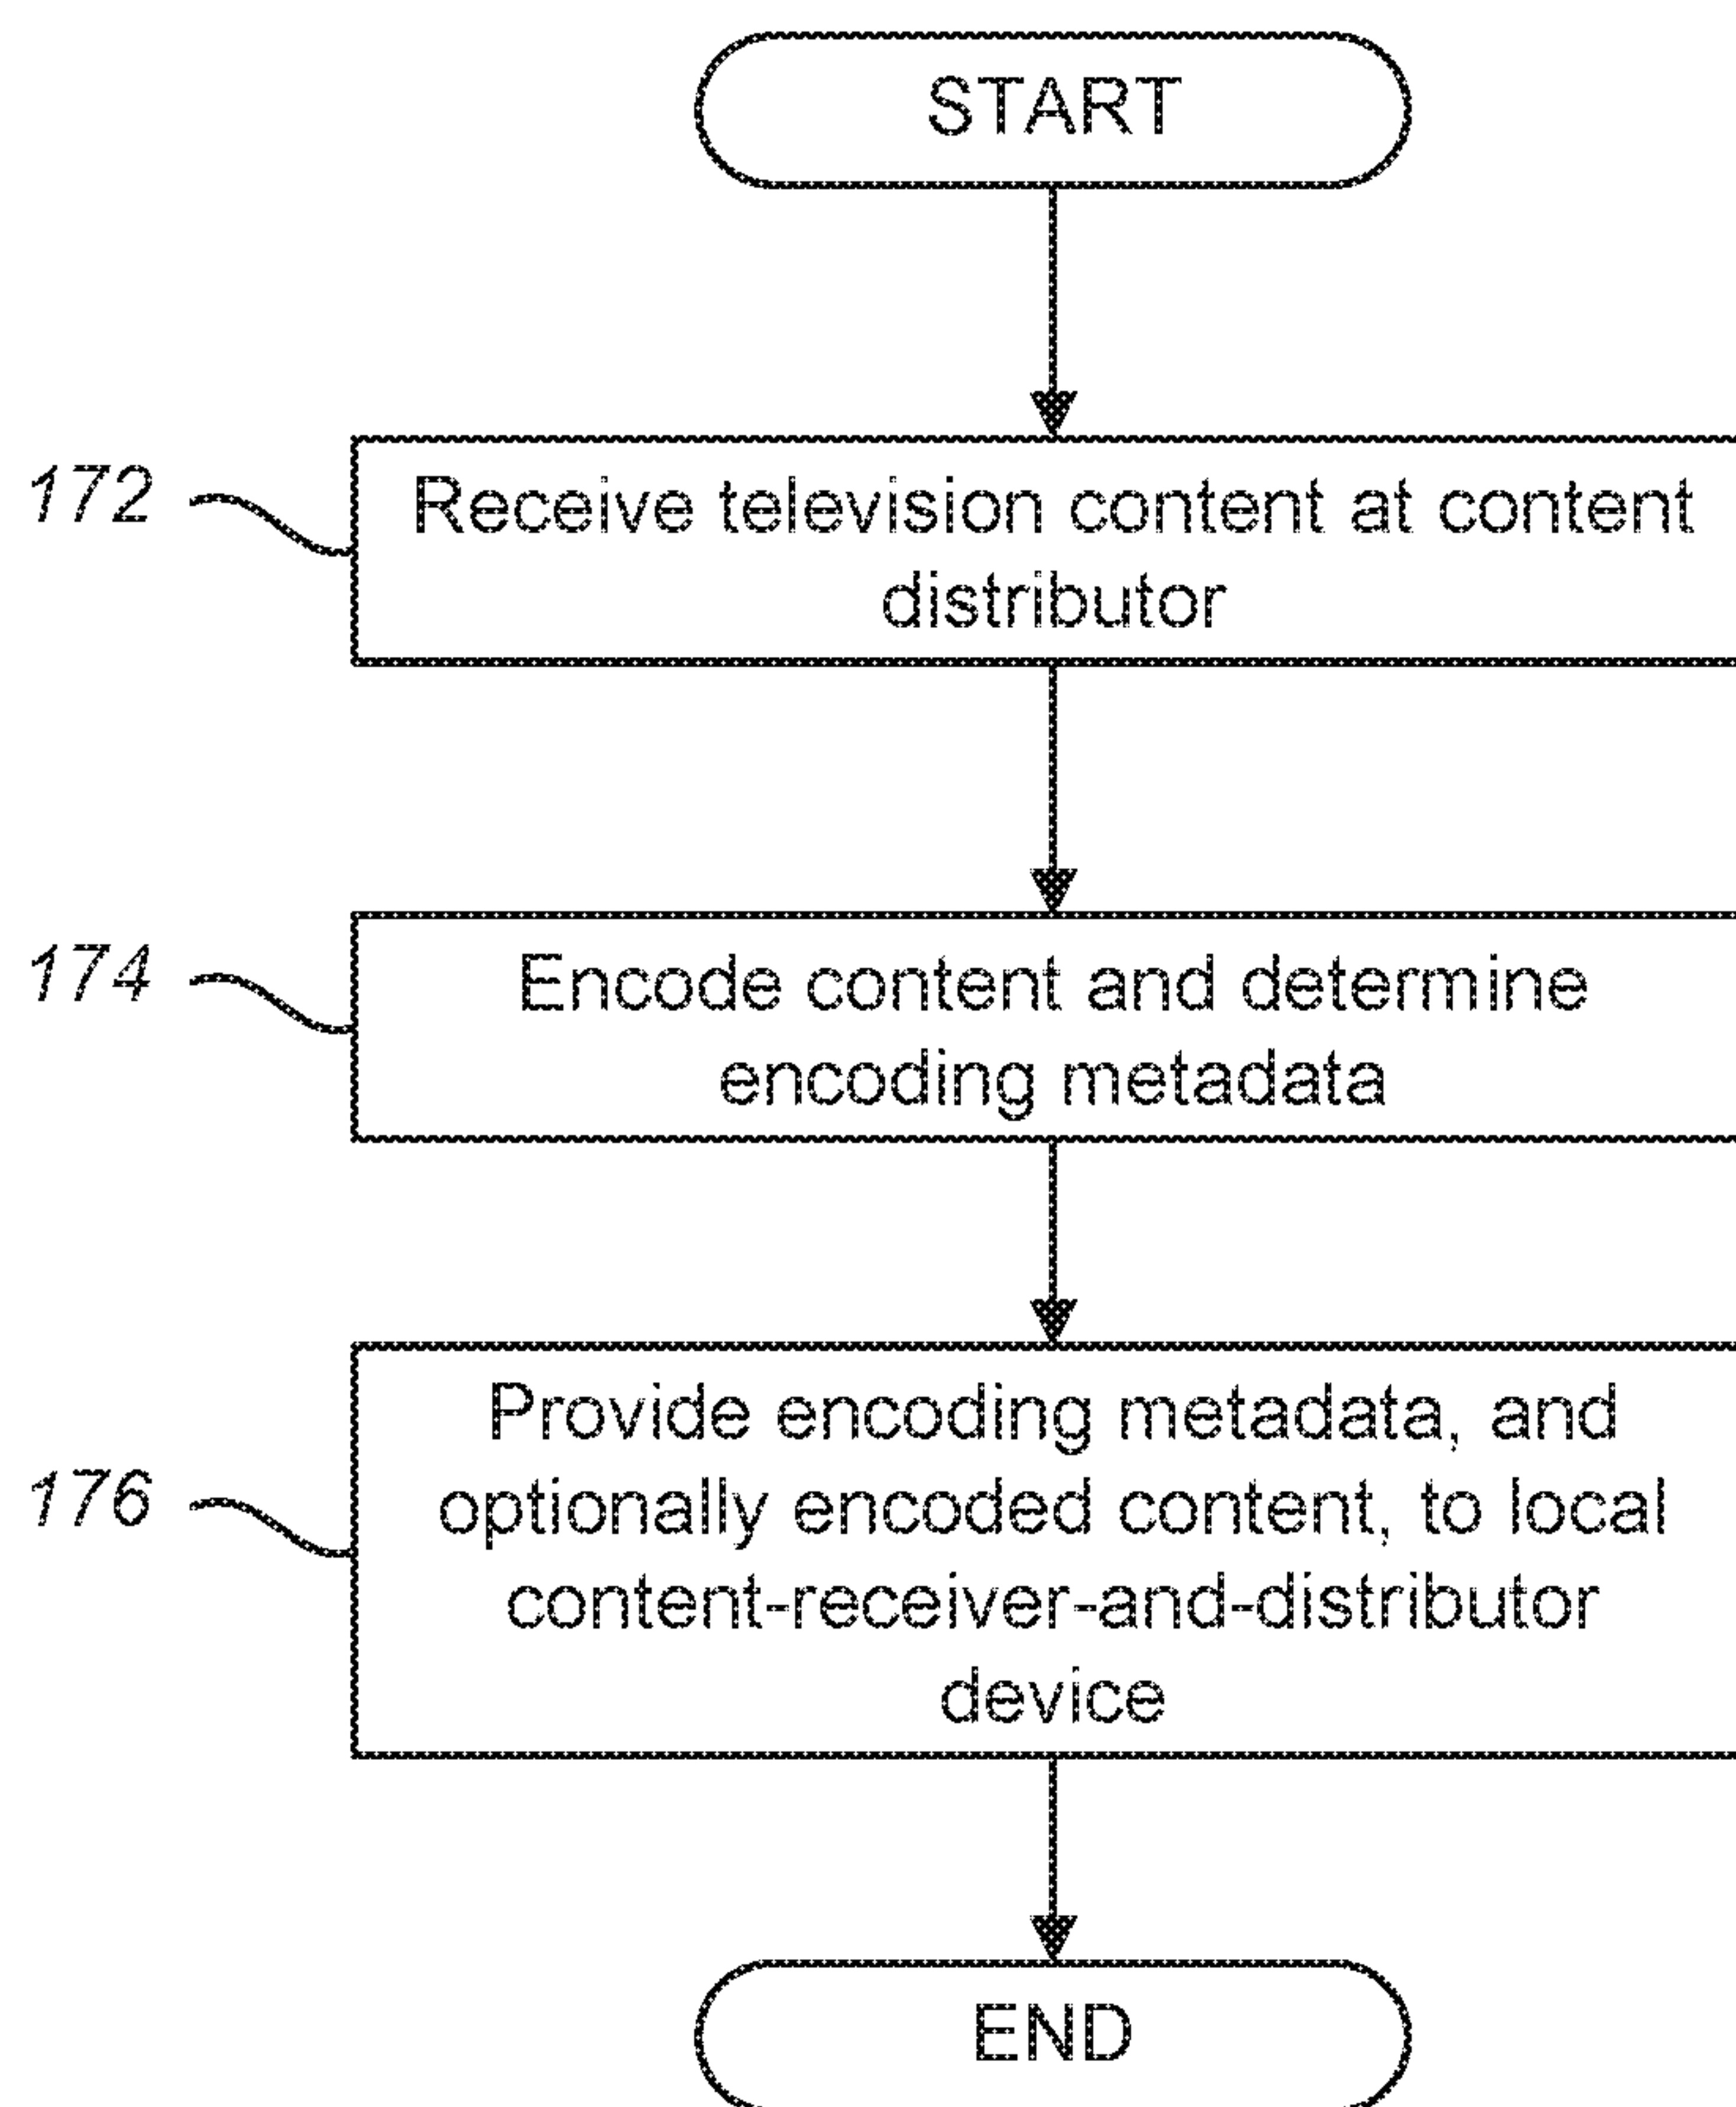 START
172
Receive television content at content
distributor
174
Encode content and determine
encoding metadata
176
Provide encoding metadata, and
optionally encoded content, to local
content-receiver-and-distributor
device
END